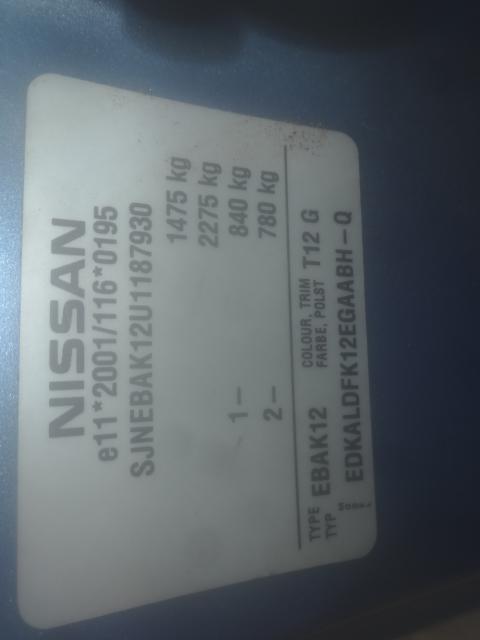 NISSAN
e11*2001/116*0195
SJNEBAK12U1187930
1475 kg
2275 kg
1– 840 kg
2– 780 kg
TYPE TYP EBAK12 COLOUR, TRIM FARBE, POLST T12 G
EDKALDFK12EGAABH–Q